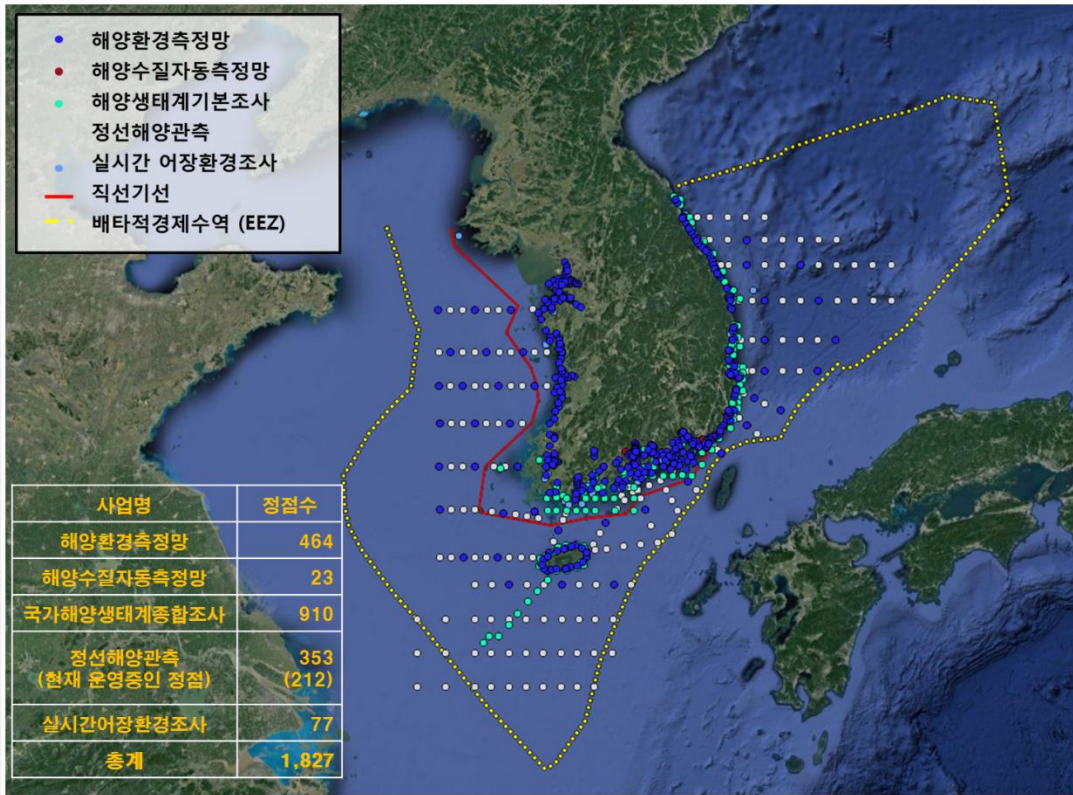 해양환경측정망
해양수질자동측정망
해양생태계기본조사
정선해양관측
실시간 어장환경조사
직선기선
배타적경제수역 (EEZ)
사업명 정점수
해양환경측정망 464
해양수질자동측정망 23
국가해양생태계종합조사 910
정선해양관측 353
(현재 운영중인 정점) (212)
실시간어장환경조사 77
총계 1,827